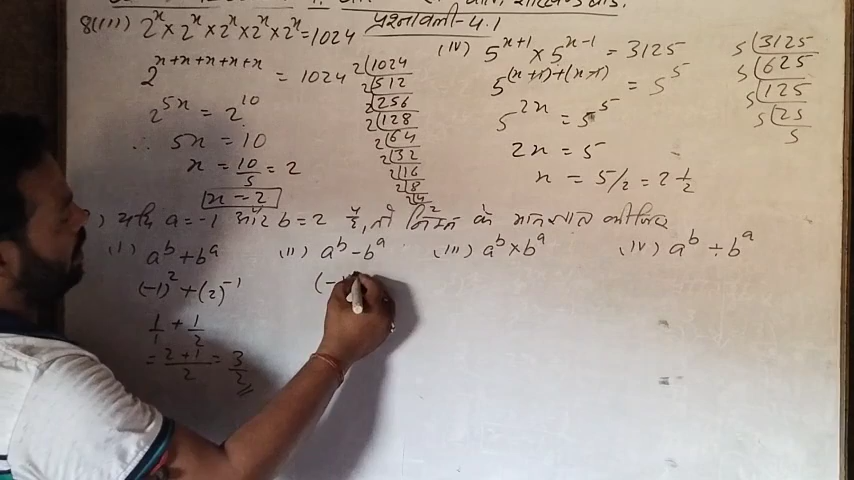 प्रश्नावली-4.1
8(iii) 2^x × 2^x × 2^x × 2^x × 2^x = 1024
2^{x+x+x+x+x} = 1024
2^{5x} = 2^{10}
∴ 5x = 10
x = 10/5 = 2
x = 2
2 | 1024
2 | 512
2 | 256
2 | 128
2 | 64
2 | 32
2 | 16
2 | 8
2 | 4
2
(iv) 5^{x+1} × 5^{x-1} = 3125
5^{(x+1)+(x-1)} = 5^5
5^{2x} = 5^5
2x = 5
x = 5/2 = 2 1/2
5 | 3125
5 | 625
5 | 125
5 | 25
5
) यदि a = -1 और b = 2 है, तो निम्न के मान ज्ञात कीजिए
(i) a^b + b^a (ii) a^b - b^a (iii) a^b × b^a (iv) a^b ÷ b^a
(-1)^2 + (2)^{-1} (-
1/1 + 1/2
= 2+1/2 = 3/2